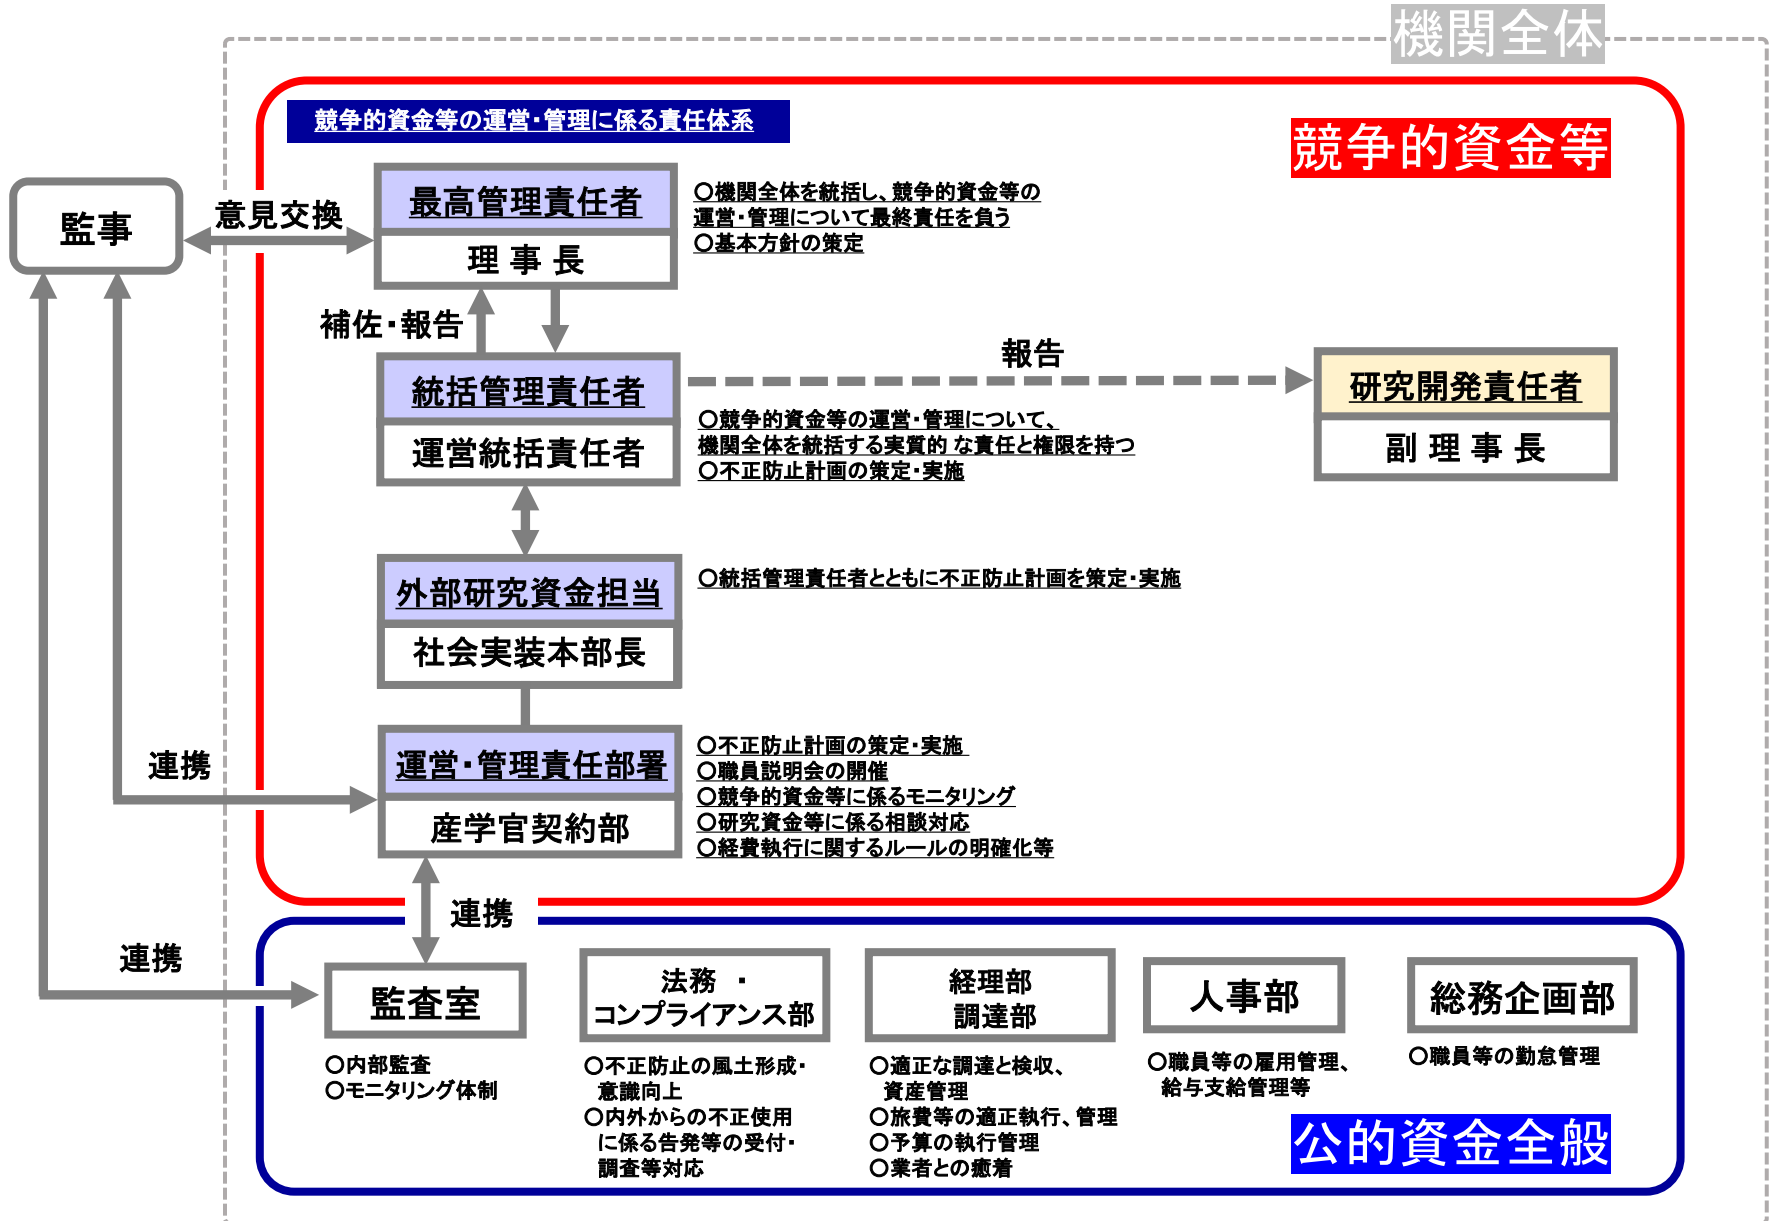 機関全体
競争的資金等の運営・管理に係る責任体系
競争的資金等
監事
意見交換
最高管理責任者
理事長
〇機関全体を統括し、競争的資金等の
運営・管理について最終責任を負う
〇基本方針の策定
補佐・報告
報告
統括管理責任者
運営統括責任者
〇競争的資金等の運営・管理について、
機関全体を統括する実質的 な責任と権限を持つ
〇不正防止計画の策定・実施
研究開発責任者
副理事長
外部研究資金担当
社会実装本部長
〇統括管理責任者とともに不正防止計画を策定・実施
連携
運営・管理責任部署
産学官契約部
〇不正防止計画の策定・実施
〇職員説明会の開催
〇競争的資金等に係るモニタリング
〇研究資金等に係る相談対応
〇経費執行に関するルールの明確化等
連携
連携
監査室
〇内部監査
〇モニタリング体制
法務 ・
コンプライアンス部
〇不正防止の風土形成・
意識向上
〇内外からの不正使用
に係る告発等の受付・
調査等対応
経理部
調達部
〇適正な調達と検収、
資産管理
〇旅費等の適正執行、管理
〇予算の執行管理
〇業者との癒着
人事部
〇職員等の雇用管理、
給与支給管理等
総務企画部
〇職員等の勤怠管理
公的資金全般